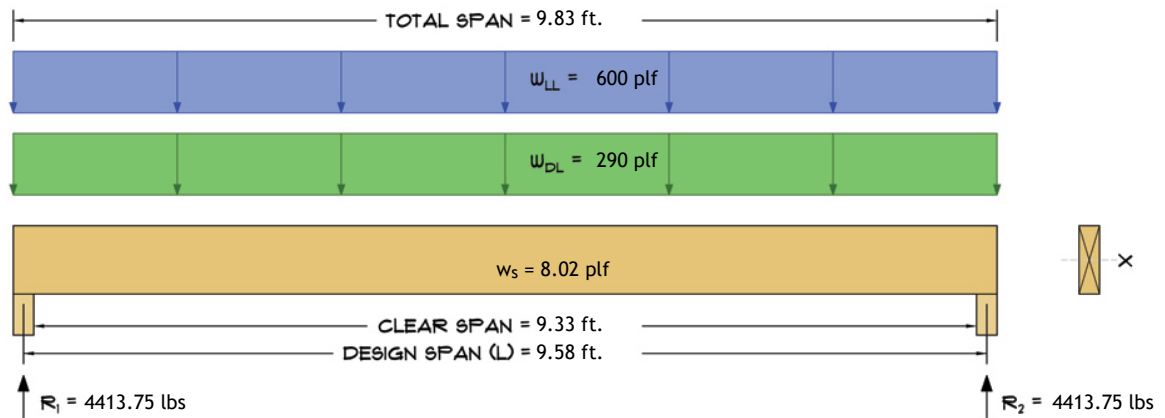 TOTAL SPAN = 9.83 ft.
wLL = 600 plf
wDL = 290 plf
ws = 8.02 plf
X
CLEAR SPAN = 9.33 ft.
DESIGN SPAN (L) = 9.58 ft.
R1 = 4413.75 lbs
R2 = 4413.75 lbs